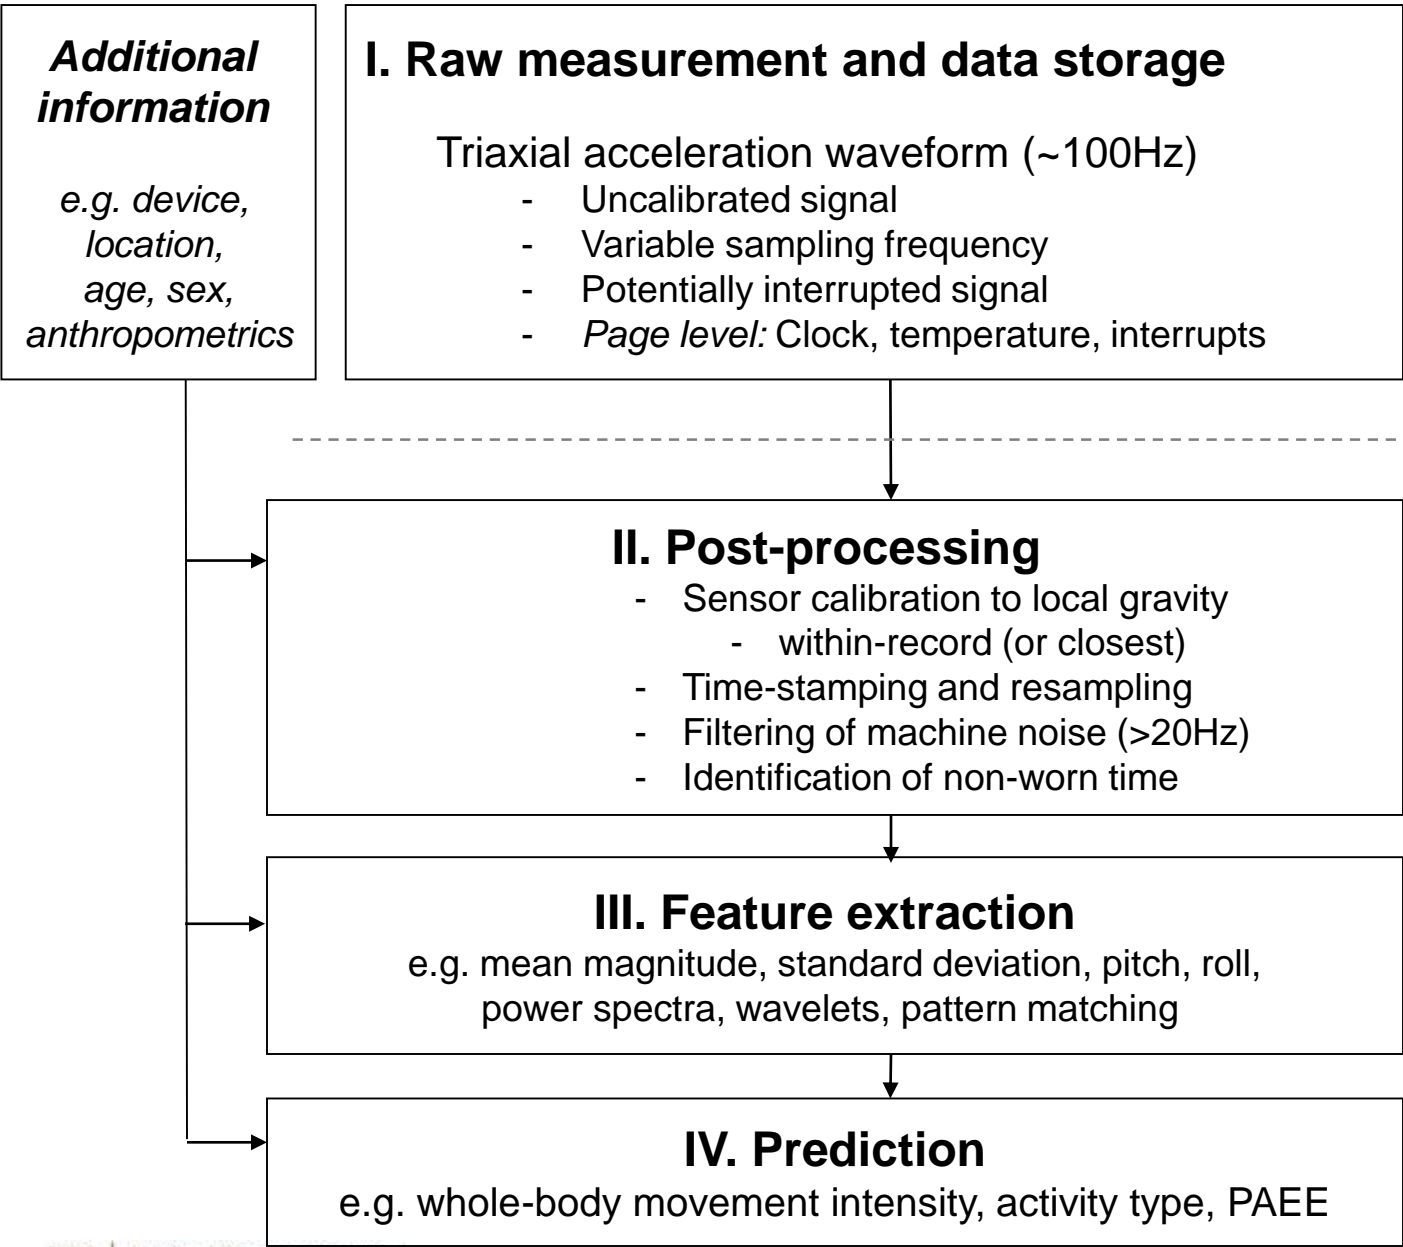 Additional
information
e.g. device,
location,
age, sex,
anthropometrics
I. Raw measurement and data storage
Triaxial acceleration waveform (~100Hz)
- Uncalibrated signal
- Variable sampling frequency
- Potentially interrupted signal
- Page level: Clock, temperature, interrupts
II. Post-processing
- Sensor calibration to local gravity
- within-record (or closest)
- Time-stamping and resampling
- Filtering of machine noise (>20Hz)
- Identification of non-worn time
III. Feature extraction
e.g. mean magnitude, standard deviation, pitch, roll,
power spectra, wavelets, pattern matching
IV. Prediction
e.g. whole-body movement intensity, activity type, PAEE